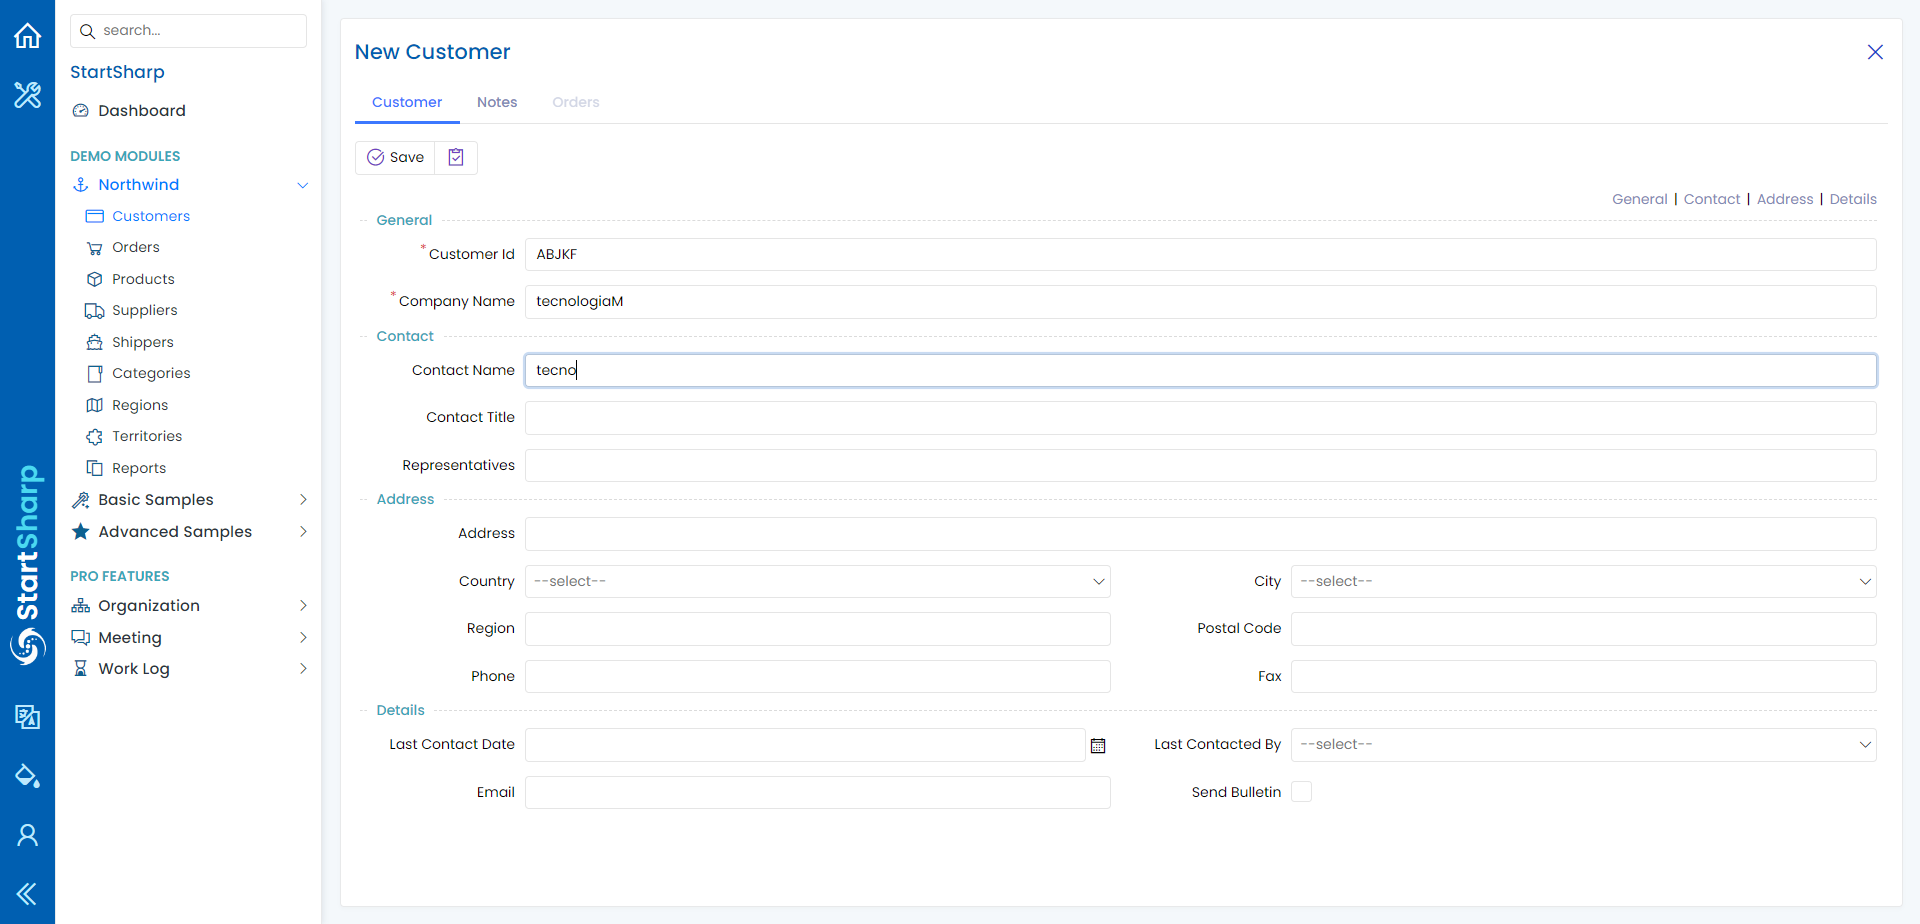 StartSharp
search...
StartSharp
Dashboard
DEMO MODULES
Northwind
Customers
Orders
Products
Suppliers
Shippers
Categories
Regions
Territories
Reports
Basic Samples
Advanced Samples
PRO FEATURES
Organization
Meeting
Work Log
New Customer
Customer Notes Orders
Save
General | Contact | Address | Details
General
*Customer Id ABJKF
*Company Name tecnologiaM
Contact
Contact Name tecno
Contact Title
Representatives
Address
Address
Country --select-- City --select--
Region Postal Code
Phone Fax
Details
Last Contact Date Last Contacted By --select--
Email Send Bulletin